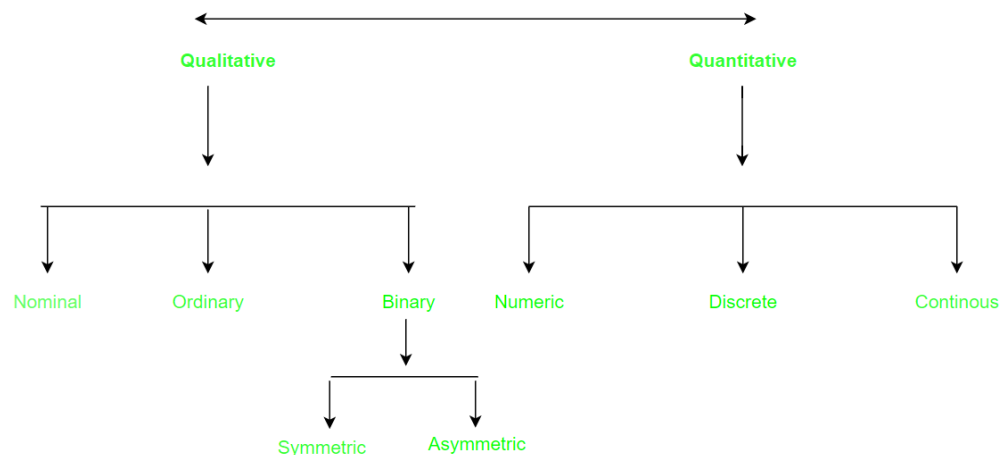 Qualitative
Quantitative
Nominal
Ordinary
Binary
Numeric
Discrete
Continous
Symmetric
Asymmetric